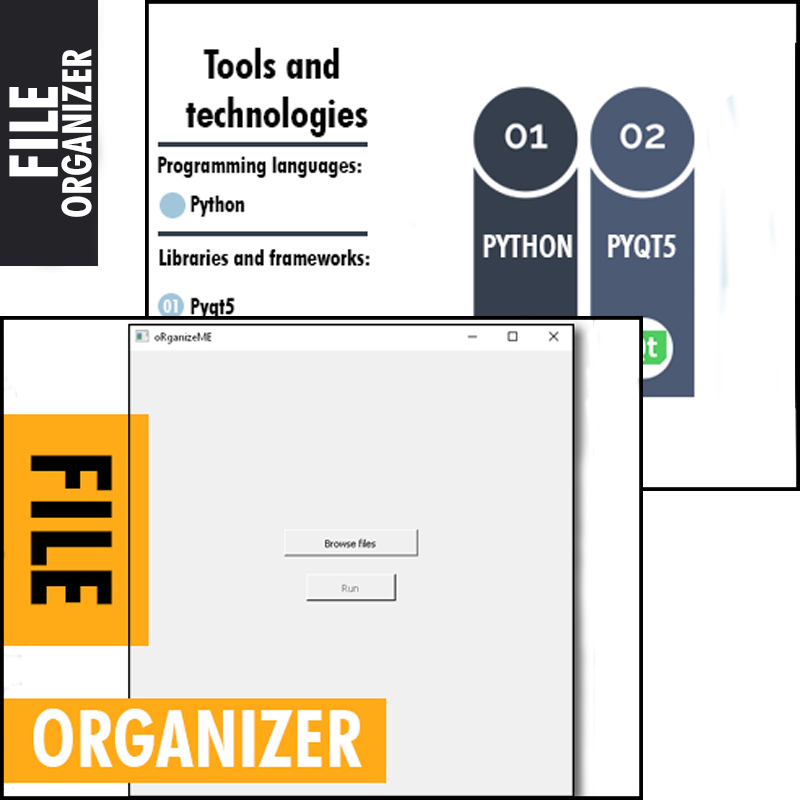 FILE
ORGANIZER
Tools and
technologies
Programming languages:
Python
Libraries and frameworks:
01 Pyqt5
01
02
PYTHON
PYQT5
Qt
oRganizeME
Browse files
Run
FILE
ORGANIZER